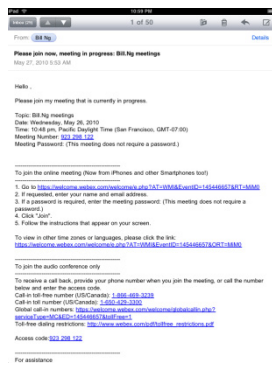 iPad
10:55 PM
1 of 50
From: Bill.Ng
Details
Please join now, meeting in progress: Bill.Ng meetings
May 27, 2010 5:53 AM
Hello ,
Please join my meeting that is currently in progress.
Topic: Bill.Ng meetings
Date: Wednesday, May 26, 2010
Time: 10:48 pm, Pacific Daylight Time (San Francisco, GMT-07:00)
Meeting Number: 923 298 122
Meeting Password: (This meeting does not require a password.)
To join the online meeting (Now from iPhones and other Smartphones too!)
1. Go to https://welcome.webex.com/welcome/e.php?AT=WMI&EventID=145446657&RT=MiM0
2. If requested, enter your name and email address.
3. If a password is required, enter the meeting password: (This meeting does not require a
password.)
4. Click "Join".
5. Follow the instructions that appear on your screen.
To view in other time zones or languages, please click the link:
https://welcome.webex.com/welcome/e.php?AT=WMI&EventID=145446657&ORT=MiM0
To join the audio conference only
To receive a call back, provide your phone number when you join the meeting, or call the number
below and enter the access code.
Call-in toll-free number (US/Canada): 1-866-469-3239
Call-in toll number (US/Canada): 1-650-429-3300
Global call-in numbers: https://welcome.webex.com/welcome/globalcallin.php?
serviceType=MC&ED=145446657&tollFree=1
Toll-free dialing restrictions: http://www.webex.com/pdf/tollfree_restrictions.pdf
Access code:923 298 122
For assistance